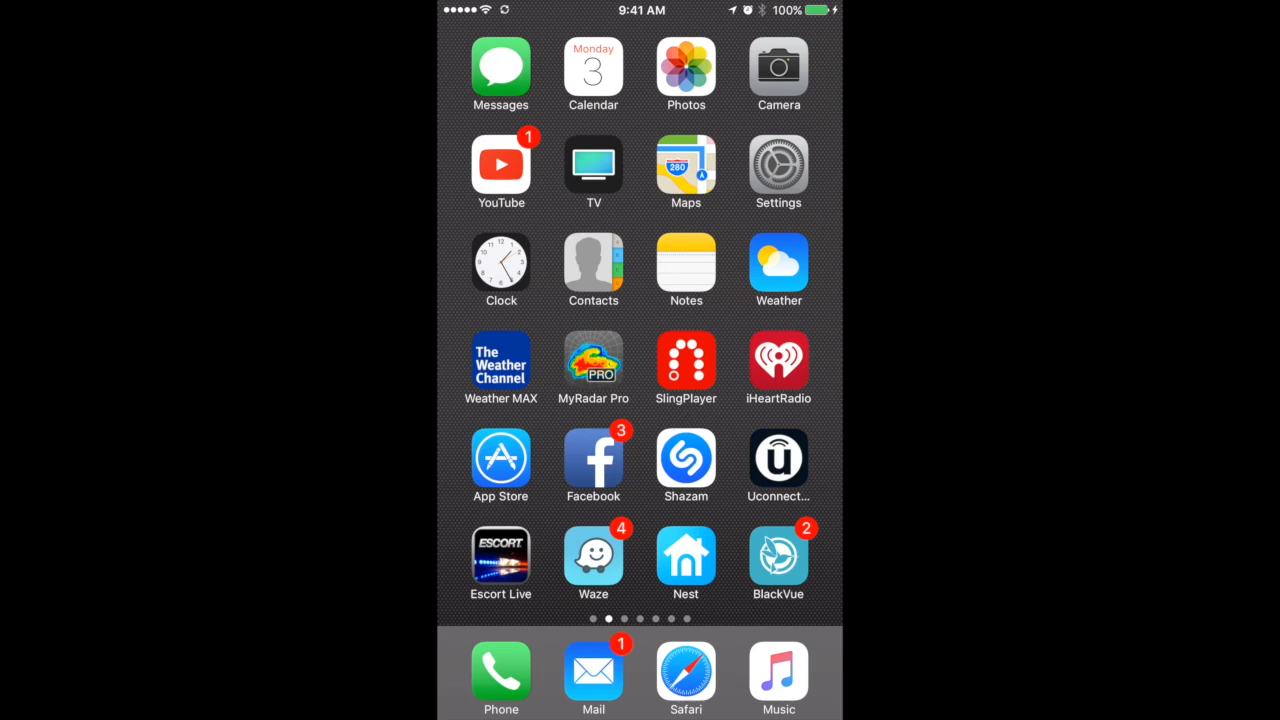 9:41 AM 100%
Monday
3
Messages Calendar Photos Camera
1
280
YouTube TV Maps Settings
Clock Contacts Notes Weather
The
Weather
Channel
PRO
Weather MAX MyRadar Pro SlingPlayer iHeartRadio
3
App Store Facebook Shazam Uconnect...
ESCORT
4
2
Escort Live Waze Nest BlackVue
1
Phone Mail Safari Music